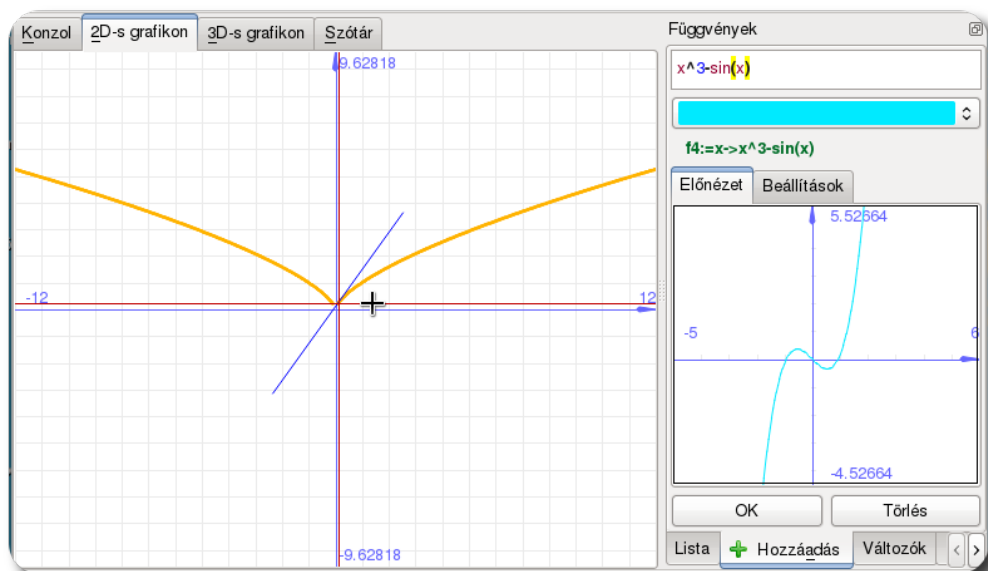 Konzol 2D-s grafikon 3D-s grafikon Szótár
9.62818
-12
12
-9.62818
Függvények
x^3-sin(x)
f4:=x->x^3-sin(x)
Előnézet Beállítások
5.52664
-5
6
-4.52664
OK Törlés
Lista Hozzáadás Változók